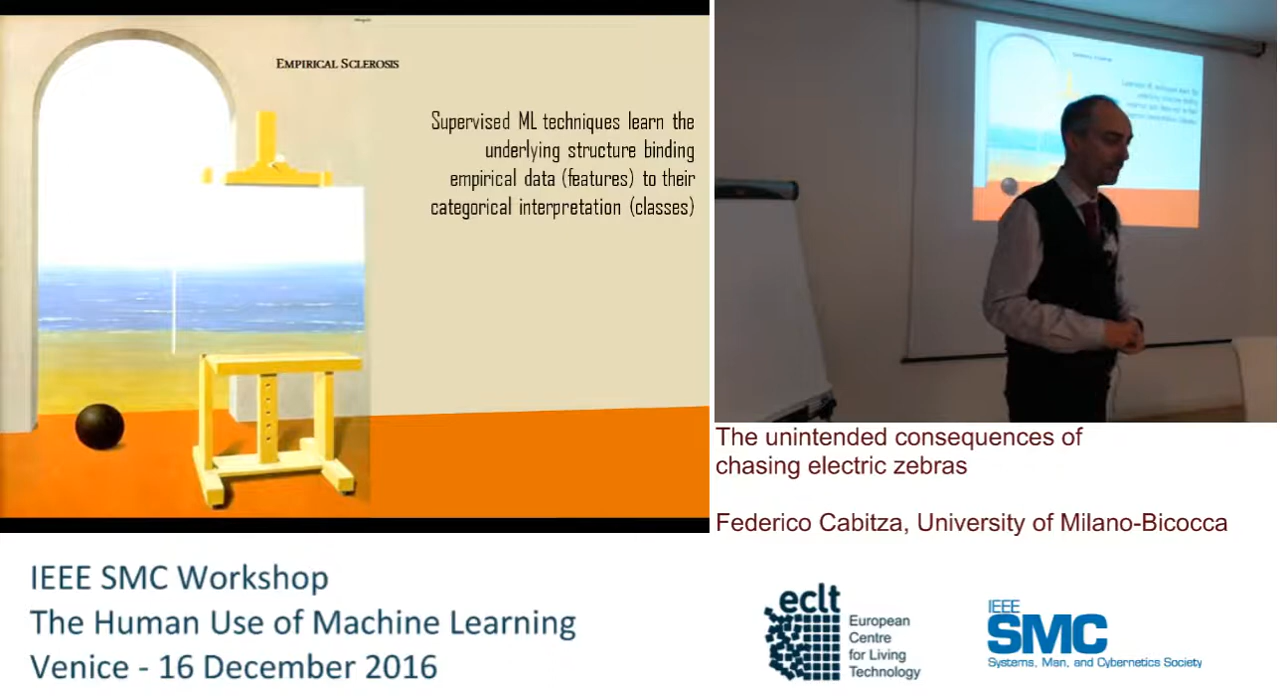 EMPIRICAL SCLEROSIS
Supervised ML techniques learn the
underlying structure binding
empirical data (features) to their
categorical interpretation (classes)
The unintended consequences of
chasing electric zebras
Federico Cabitza, University of Milano-Bicocca
IEEE SMC Workshop
The Human Use of Machine Learning
Venice - 16 December 2016
eclt
European
Centre
for Living
Technology
IEEE
SMC
Systems, Man, and Cybernetics Society